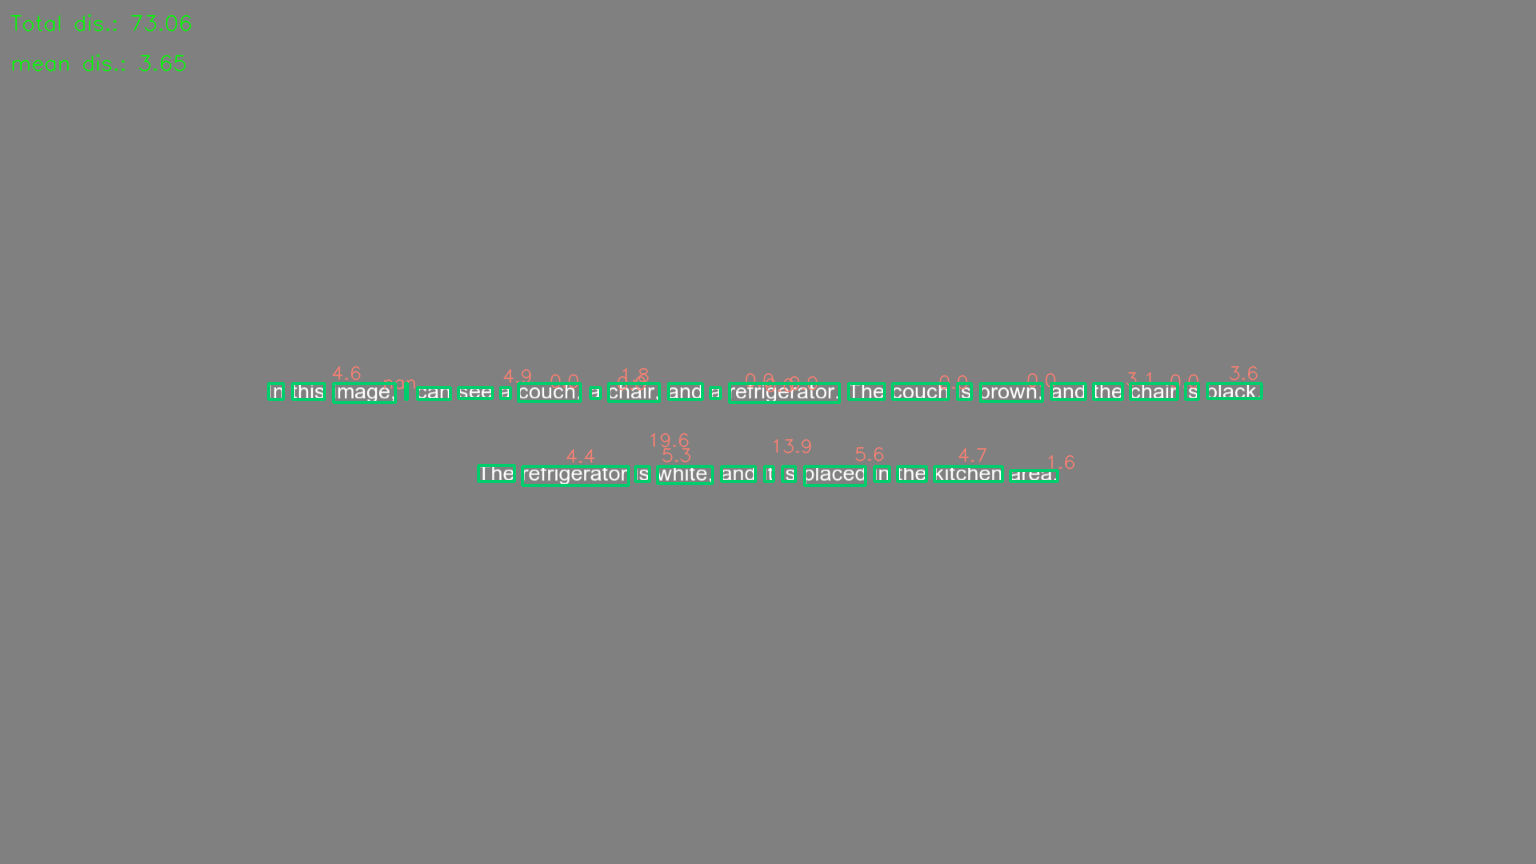 Total dis.: 73.06
mean dis.: 3.65
4.6 4.9 0.0 1.8 0.0 0.0 0.0 0.0 3.1 0.0 3.6
In this image, I can see a couch, a chair, and a refrigerator. The couch is brown, and the chair is black.
19.6 13.9
4.4 5.3 5.6 4.7 1.6
The refrigerator is white, and it is placed in the kitchen area.